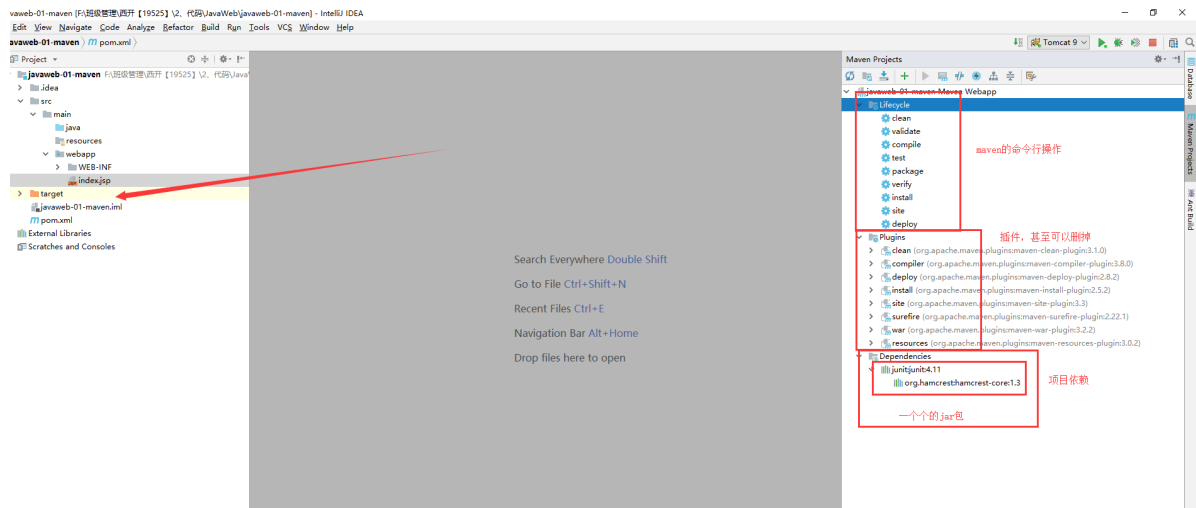 vaweb-01-maven [F:\班级管理\西开【19525】\2、代码\JavaWeb\javaweb-01-maven] - IntelliJ IDEA
Edit View Navigate Code Analyze Refactor Build Run Tools VCS Window Help
avaweb-01-maven pom.xml
Tomcat 9
Project
javaweb-01-maven F:\班级管理\西开【19525】\2、代码\Java
.idea
src
main
java
resources
webapp
WEB-INF
index.jsp
target
javaweb-01-maven.iml
pom.xml
External Libraries
Scratches and Consoles
Search Everywhere Double Shift
Go to File Ctrl+Shift+N
Recent Files Ctrl+E
Navigation Bar Alt+Home
Drop files here to open
Maven Projects
javaweb-01-maven Maven Webapp
Lifecycle
clean
validate
compile
test
package
verify
install
site
deploy
maven的命令行操作
Plugins
插件，甚至可以删掉
clean (org.apache.maven.plugins:maven-clean-plugin:3.1.0)
compiler (org.apache.maven.plugins:maven-compiler-plugin:3.8.0)
deploy (org.apache.maven.plugins:maven-deploy-plugin:2.8.2)
install (org.apache.maven.plugins:maven-install-plugin:2.5.2)
site (org.apache.maven.plugins:maven-site-plugin:3.3)
surefire (org.apache.maven.plugins:maven-surefire-plugin:2.22.1)
war (org.apache.maven.plugins:maven-war-plugin:3.2.2)
resources (org.apache.maven.plugins:maven-resources-plugin:3.0.2)
Dependencies
junit:junit:4.11
org.hamcrest:hamcrest-core:1.3
项目依赖
一个个的jar包
Database
Maven Projects
Ant Build